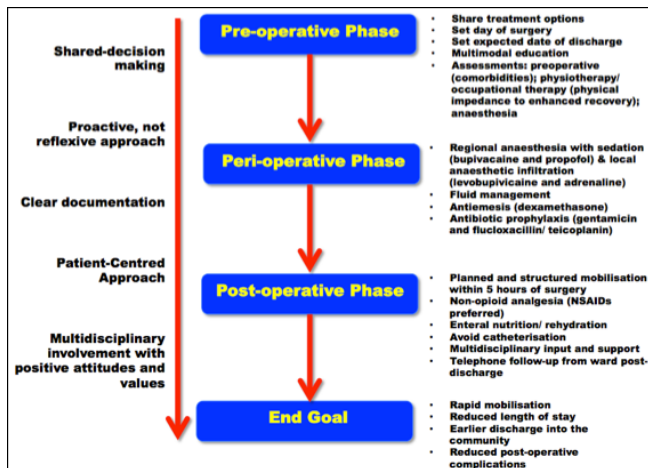 Pre-operative Phase
• Share treatment options
• Set day of surgery
• Set expected date of discharge
• Multimodal education
• Assessments: preoperative
(comorbidities); physiotherapy/
occupational therapy (physical
impedance to enhanced recovery);
anaesthesia
Shared-decision
making
Proactive, not
reflexive approach
Clear documentation
Patient-Centred
Approach
Multidisciplinary
involvement with
positive attitudes and
values
Peri-operative Phase
• Regional anaesthesia with sedation
(bupivacaine and propofol) & local
anaesthetic infiltration
(levobupivicaine and adrenaline)
• Fluid management
• Antiemesis (dexamethasone)
• Antibiotic prophylaxis (gentamicin
and flucloxacillin/ teicoplanin)
Post-operative Phase
• Planned and structured mobilisation
within 5 hours of surgery
• Non-opioid analgesia (NSAIDs
preferred)
• Enteral nutrition/ rehydration
• Avoid catheterisation
• Multidisciplinary input and support
• Telephone follow-up from ward post-
discharge
End Goal
• Rapid mobilisation
• Reduced length of stay
• Earlier discharge into the
community
• Reduced post-operative
complications